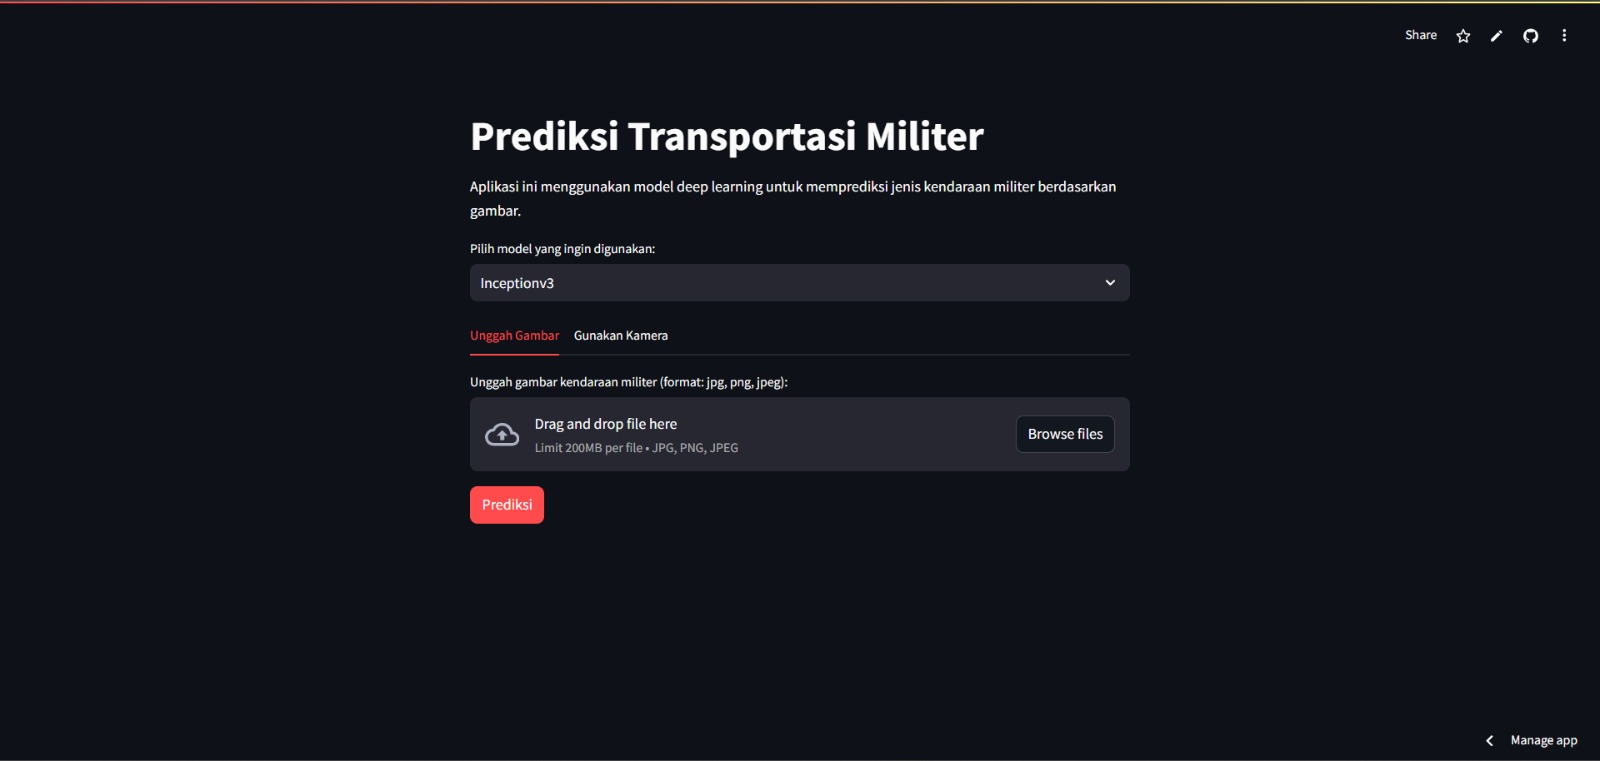 Share
Prediksi Transportasi Militer
Aplikasi ini menggunakan model deep learning untuk memprediksi jenis kendaraan militer berdasarkan
gambar.
Pilih model yang ingin digunakan:
Inceptionv3
Unggah Gambar Gunakan Kamera
Unggah gambar kendaraan militer (format: jpg, png, jpeg):
Drag and drop file here
Limit 200MB per file • JPG, PNG, JPEG
Browse files
Prediksi
Manage app